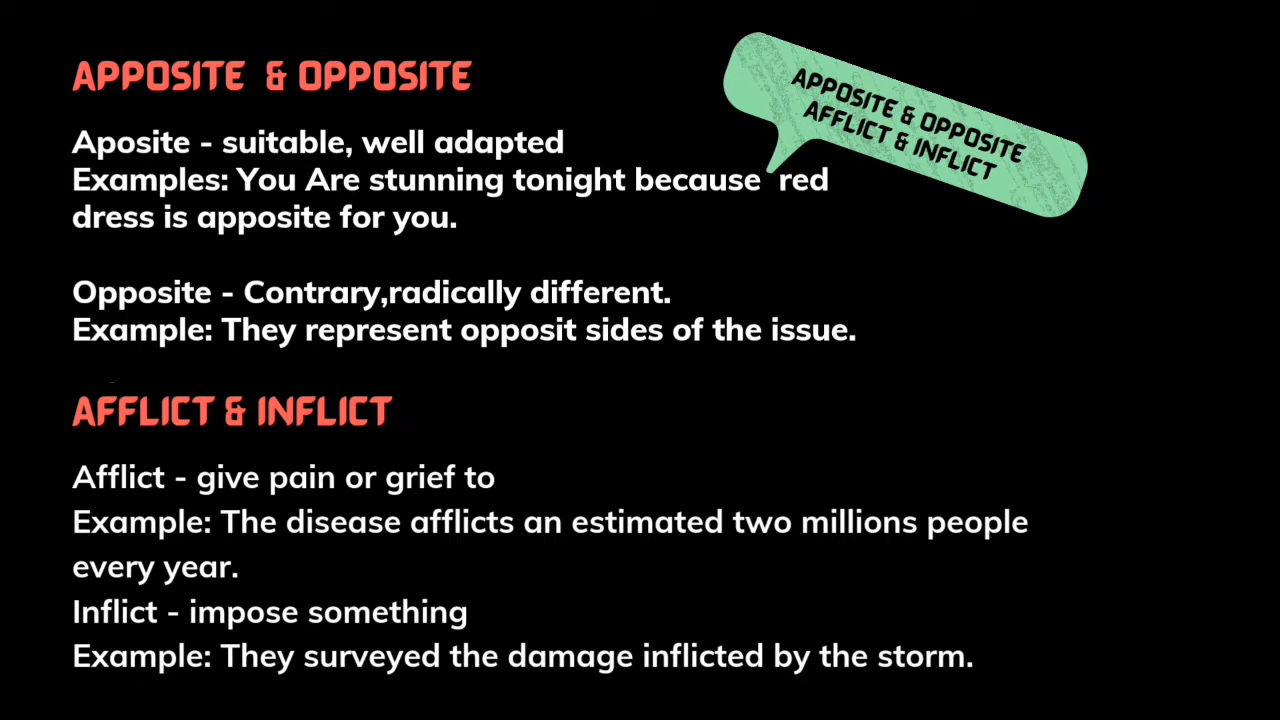 APPOSITE & OPPOSITE
APPOSITE & OPPOSITE
AFFLICT & INFLICT
Aposite - suitable, well adapted
Examples: You Are stunning tonight because red
dress is apposite for you.
Opposite - Contrary,radically different.
Example: They represent opposit sides of the issue.
AFFLICT & INFLICT
Afflict - give pain or grief to
Example: The disease afflicts an estimated two millions people
every year.
Inflict - impose something
Example: They surveyed the damage inflicted by the storm.